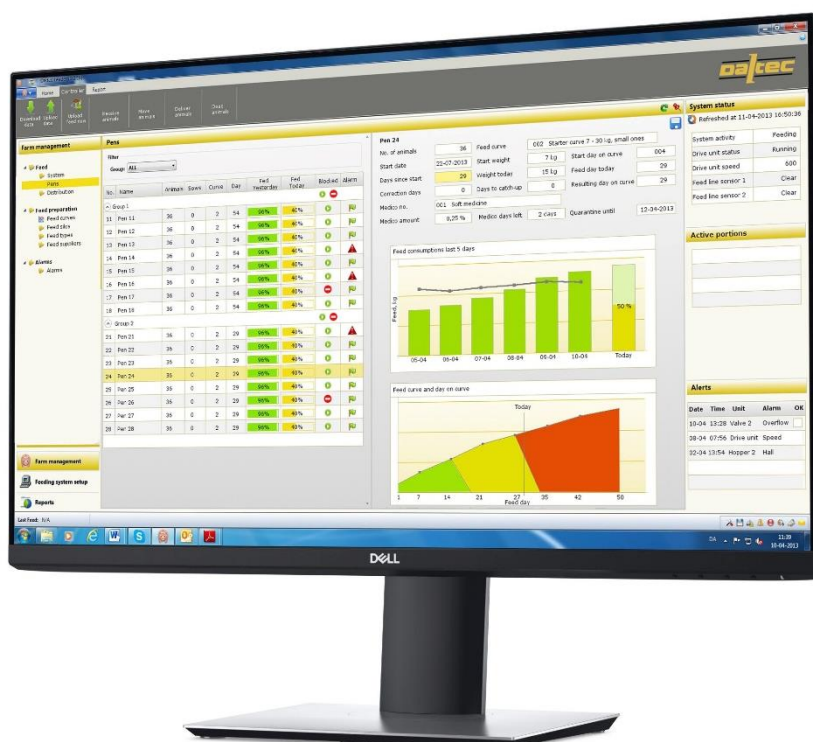 Home Controller Report
daltec
Download data
Upload data
Upload feed now
Receive animals
Move animals
Deliver animals
Dead animals
Farm management
Feed
System
Pens
Distribution
Feed preparation
Feed curves
Feed silos
Feed types
Feed suppliers
Alarms
Alarms
Farm management
Feeding system setup
Reports
Last feed: N/A
Pens
Filter
Group: ALL
No. Name Animals Sows Curve Day Fed Yesterday Fed Today Blocked Alarm
Group 1
11 Pen 11 36 0 2 54 96% 40%
12 Pen 12 36 0 2 54 96% 40%
13 Pen 13 36 0 2 54 96% 40%
14 Pen 14 36 0 2 54 96% 40%
15 Pen 15 36 0 2 54 96% 40%
16 Pen 16 36 0 2 54 96% 40%
17 Pen 17 36 0 2 54 96% 40%
18 Pen 18 36 0 2 54 96% 40%
Group 2
21 Pen 21 36 0 2 29 96% 40%
22 Pen 22 36 0 2 29 96% 40%
23 Pen 23 36 0 2 29 96% 40%
24 Pen 24 36 0 2 29 96% 40%
25 Pen 25 36 0 2 29 96% 40%
26 Pen 26 36 0 2 29 96% 40%
27 Pen 27 36 0 2 29 96% 40%
28 Pen 28 36 0 2 29 96% 40%
Pen 24
No. of animals 36 Feed curve 002 Starter curve 7 - 30 kg, small ones
Start date 22-07-2013 Start weight 7 kg Start day on curve 004
Days since start 29 Weight today 15 kg Feed day today 29
Correction days 0 Days to catch-up 0 Resulting day on curve 29
Medico no. 001 Soft medicine
Medico amount 0,25 % Medico days left 2 days Quarantine until 12-04-2013
Feed consumptions last 5 days
Feed, kg
50 %
05-04 06-04 07-04 08-04 09-04 10-04 Today
Feed curve and day on curve
Today
1 7 14 21 27 35 42 50
Feed day
System status
Refreshed at 11-04-2013 16:50:36
System activity Feeding
Drive unit status Running
Drive unit speed 600
Feed line sensor 1 Clear
Feed line sensor 2 Clear
Active portions
Alerts
Date Time Unit Alarm OK
10-04 13:28 Valve 2 Overflow
08-04 07:56 Drive unit Speed
22-04 13:54 Hopper 2 Hall
DA
11:39
10-04-2013
DELL